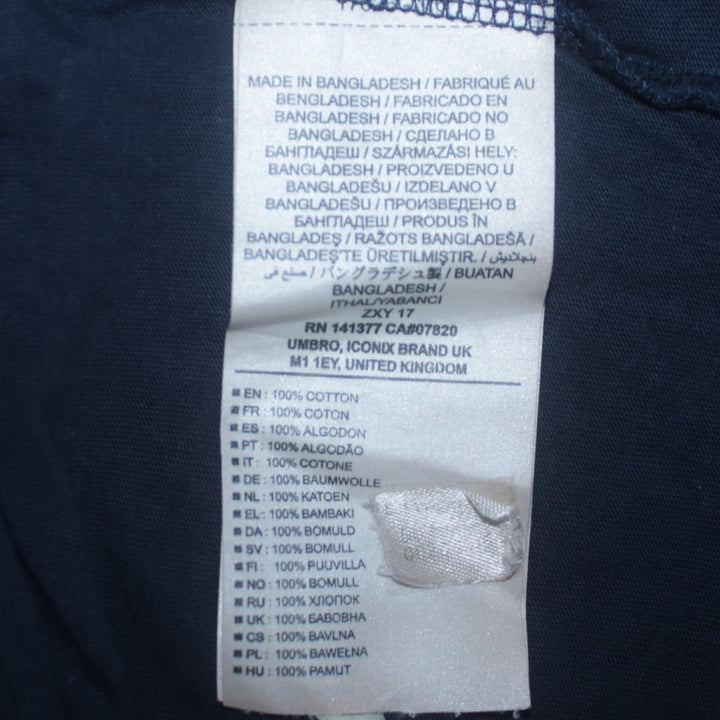 MADE IN BANGLADESH / FABRIQUÉ AU
BENGLADESH / FABRICADO EN
BANGLADESH / FABRICADO NO
BANGLADESH / СДЕЛАНО В
БАНГЛАДЕШ / SZÁRMAZÁSI HELY:
BANGLADESH / PROIZVEDENO U
BANGLADEŠU / IZDELANO V
BANGLADEŠU / ПРОИЗВЕДЕНО В
БАНГЛАДЕШ / PRODUS ÎN
BANGLADEŞ / RAŽOTS BANGLADEŠĀ /
BANGLADEŞ'TE ÜRETILMIŞTIR. / بنجلاديش
صنع في / バングラデシュ製 / BUATAN
BANGLADESH /
ITHAL/YABANCI
ZXY 17
RN 141377 CA#07820
UMBRO, ICONIX BRAND UK
M1 1EY, UNITED KINGDOM
EN : 100% COTTON
FR : 100% COTON
ES : 100% ALGODON
PT : 100% ALGODÃO
IT : 100% COTONE
DE : 100% BAUMWOLLE
NL : 100% KATOEN
EL : 100% BAMBAKI
DA : 100% BOMULD
SV : 100% BOMULL
FI : 100% PUUVILLA
NO : 100% BOMULL
RU : 100% ХЛОПОК
UK : 100% БАВОВНА
CS : 100% BAVLNA
PL : 100% BAWEŁNA
HU : 100% PAMUT